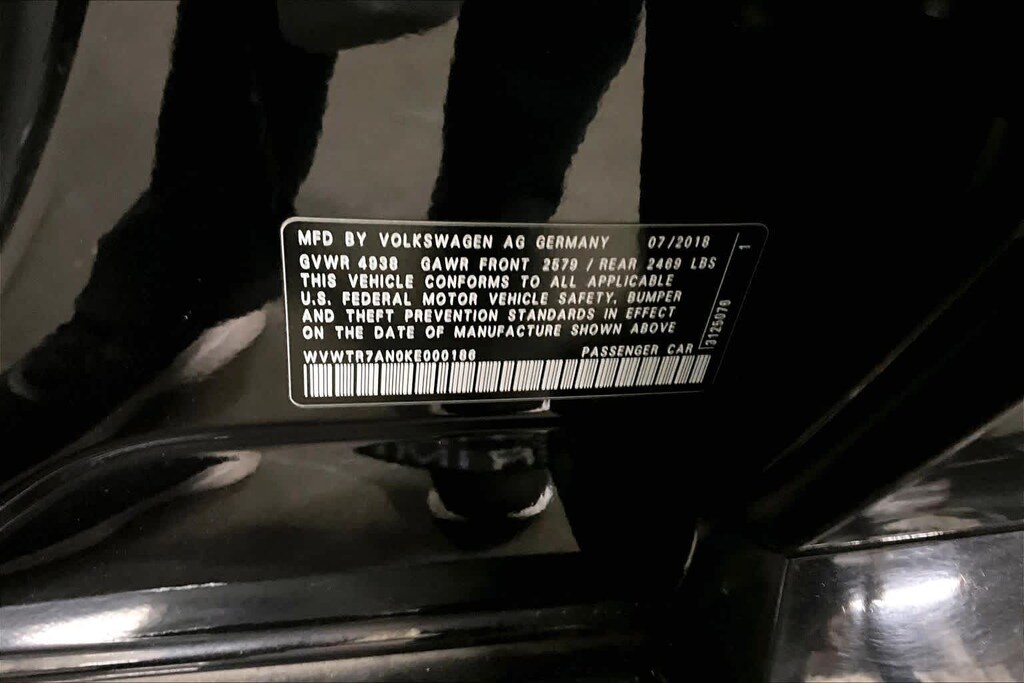 MFD BY VOLKSWAGEN AG GERMANY 07/2018
GVWR 4938 GAWR FRONT 2579 / REAR 2469 LBS
THIS VEHICLE CONFORMS TO ALL APPLICABLE
U.S. FEDERAL MOTOR VEHICLE SAFETY, BUMPER
AND THEFT PREVENTION STANDARDS IN EFFECT
ON THE DATE OF MANUFACTURE SHOWN ABOVE
WVWTR7AN0KE000186 PASSENGER CAR
3125076 1